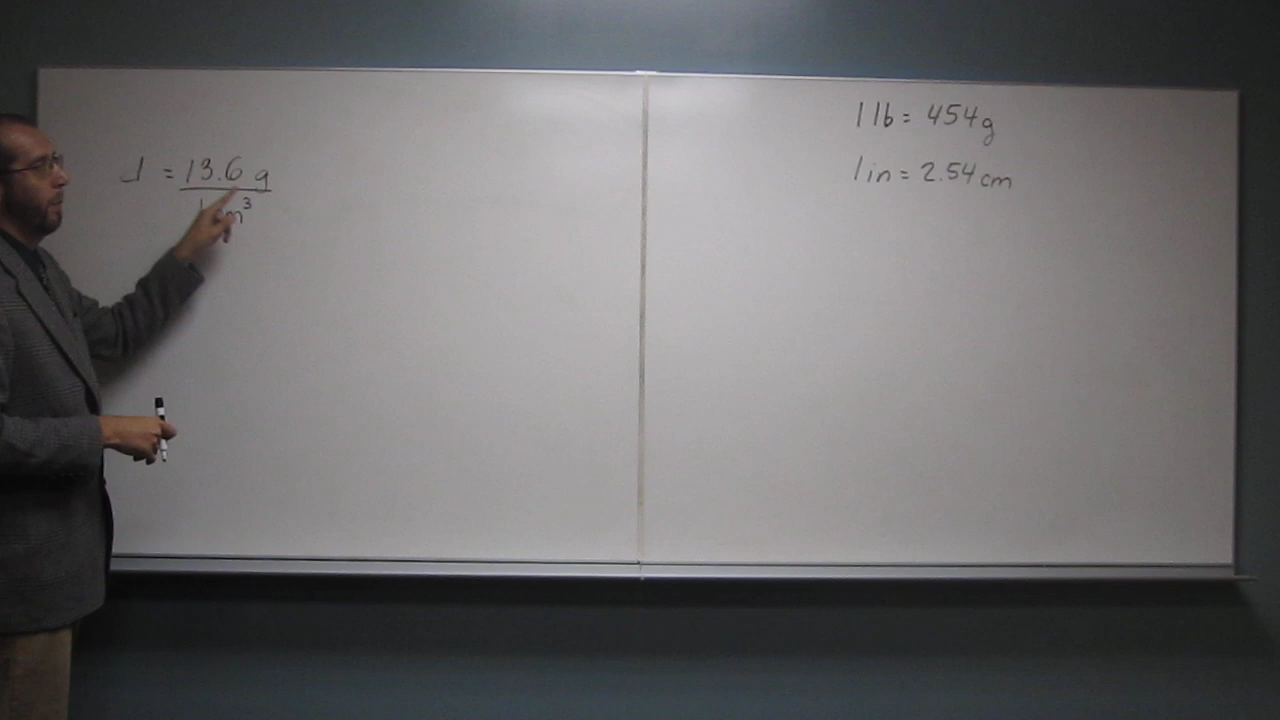 d = 13.6 g
1 cm³
1 lb = 454 g
1 in = 2.54 cm